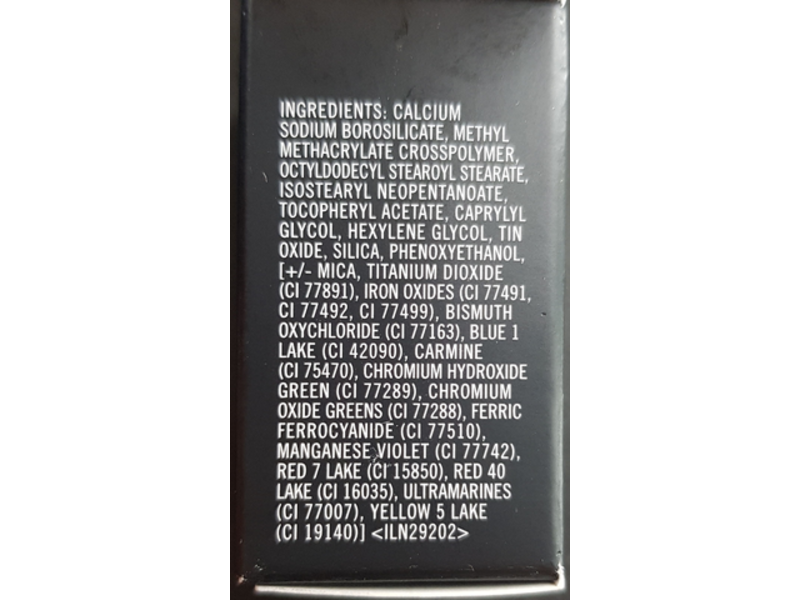 INGREDIENTS: CALCIUM
SODIUM BOROSILICATE, METHYL
METHACRYLATE CROSSPOLYMER,
OCTYLDODECYL STEAROYL STEARATE,
ISOSTEARYL NEOPENTANOATE,
TOCOPHERYL ACETATE, CAPRYLYL
GLYCOL, HEXYLENE GLYCOL, TIN
OXIDE, SILICA, PHENOXYETHANOL,
[+/- MICA, TITANIUM DIOXIDE
(CI 77891), IRON OXIDES (CI 77491,
CI 77492, CI 77499), BISMUTH
OXYCHLORIDE (CI 77163), BLUE 1
LAKE (CI 42090), CARMINE
(CI 75470), CHROMIUM HYDROXIDE
GREEN (CI 77289), CHROMIUM
OXIDE GREENS (CI 77288), FERRIC
FERROCYANIDE (CI 77510),
MANGANESE VIOLET (CI 77742),
RED 7 LAKE (CI 15850), RED 40
LAKE (CI 16035), ULTRAMARINES
(CI 77007), YELLOW 5 LAKE
(CI 19140)] <ILN29202>